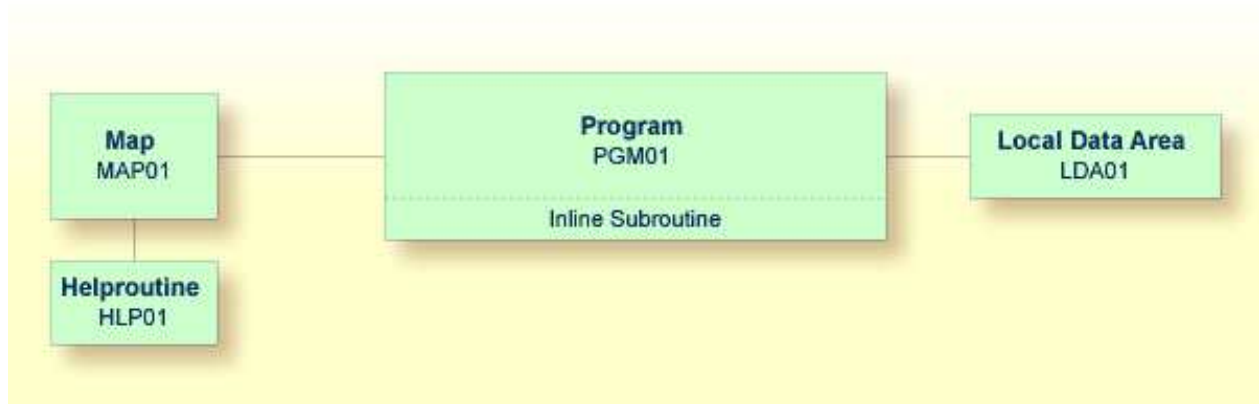 Map
MAP01
Program
PGM01
Inline Subroutine
Local Data Area
LDA01
Helproutine
HLP01